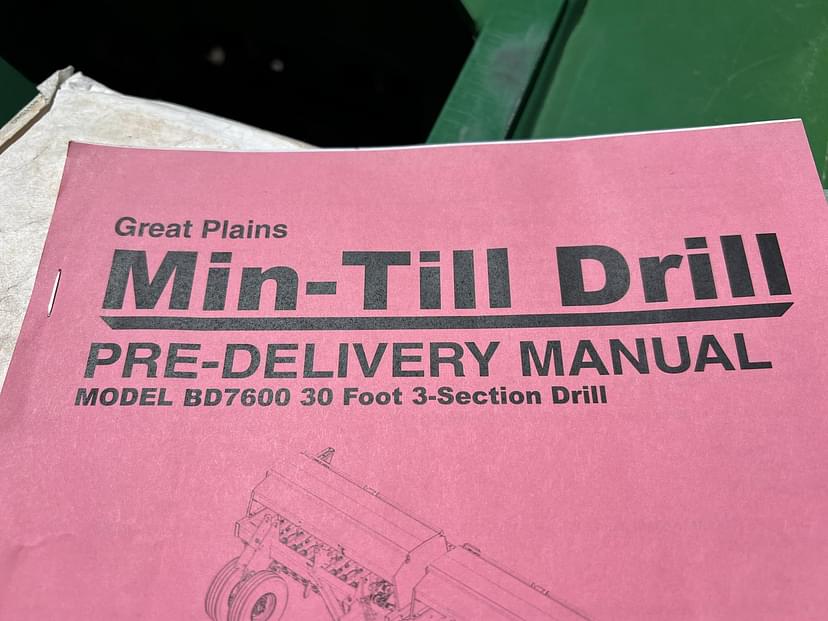 Great Plains
Min-Till Drill
PRE-DELIVERY MANUAL
MODEL BD7600 30 Foot 3-Section Drill